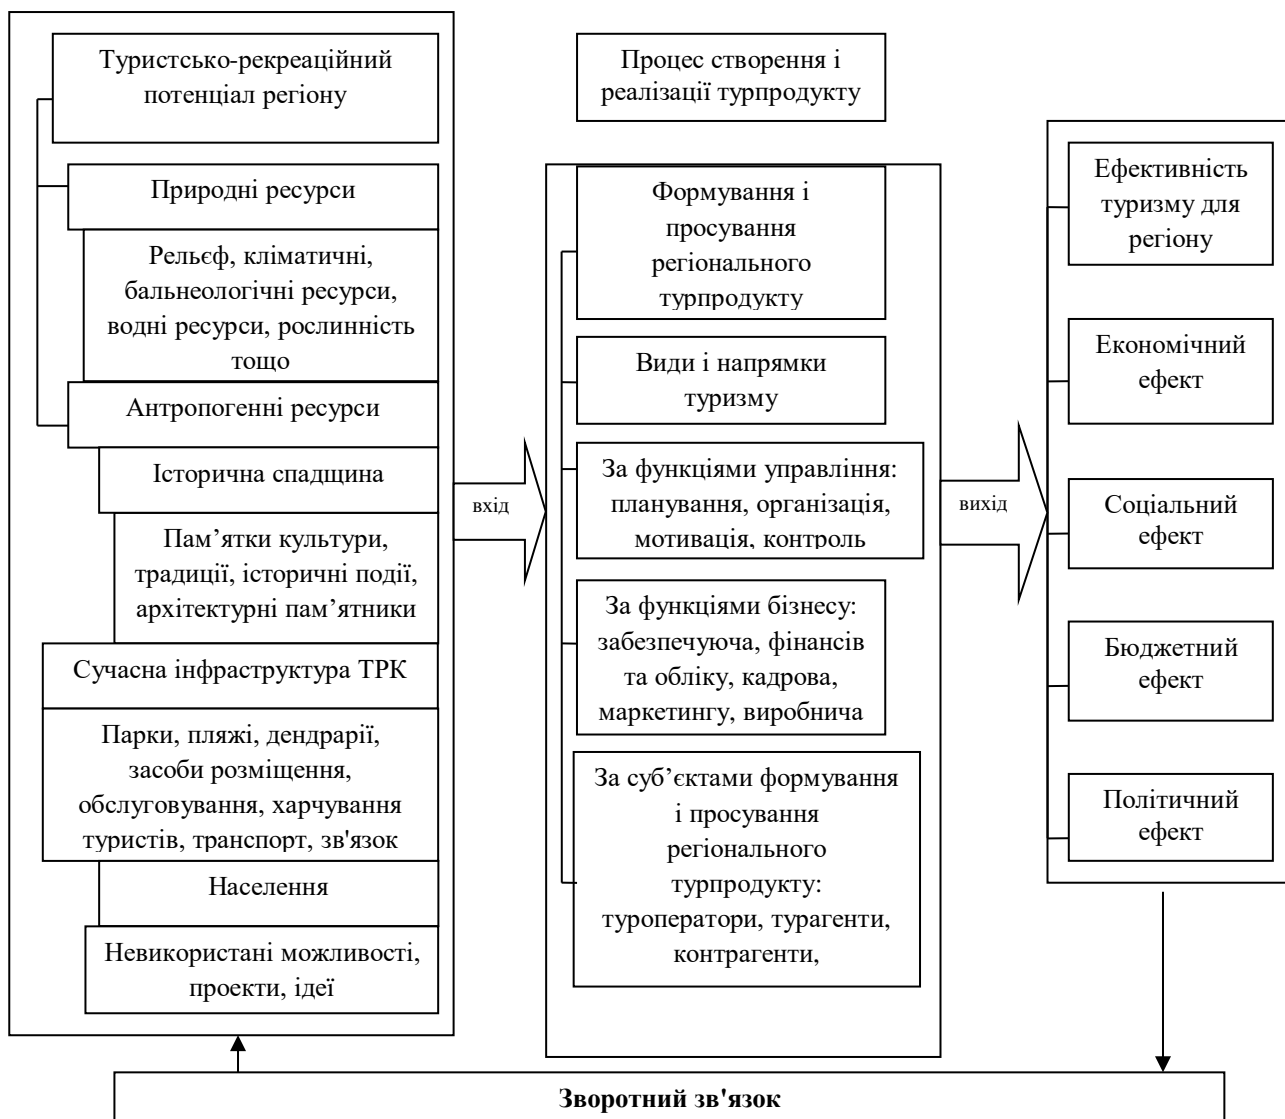 Туристсько-рекреаційний
потенціал регіону
Природні ресурси
Рельєф, кліматичні,
бальнеологічні ресурси,
водні ресурси, рослинність
тощо
Антропогенні ресурси
Історична спадщина
Пам’ятки культури,
традиції, історичні події,
архітектурні пам’ятники
Сучасна інфраструктура ТРК
Парки, пляжі, дендрарії,
засоби розміщення,
обслуговування, харчування
туристів, транспорт, зв'язок
Населення
Невикористані можливості,
проекти, ідеї
вхід
Процес створення і
реалізації турпродукту
Формування і
просування
регіонального
турпродукту
Види і напрямки
туризму
За функціями управління:
планування, організація,
мотивація, контроль
За функціями бізнесу:
забезпечуюча, фінансів
та обліку, кадрова,
маркетингу, виробнича
За суб’єктами формування
і просування
регіонального
турпродукту:
туроператори, турагенти,
контрагенти,
вихід
Ефективність
туризму для
регіону
Економічний
ефект
Соціальний
ефект
Бюджетний
ефект
Політичний
ефект
Зворотний зв'язок